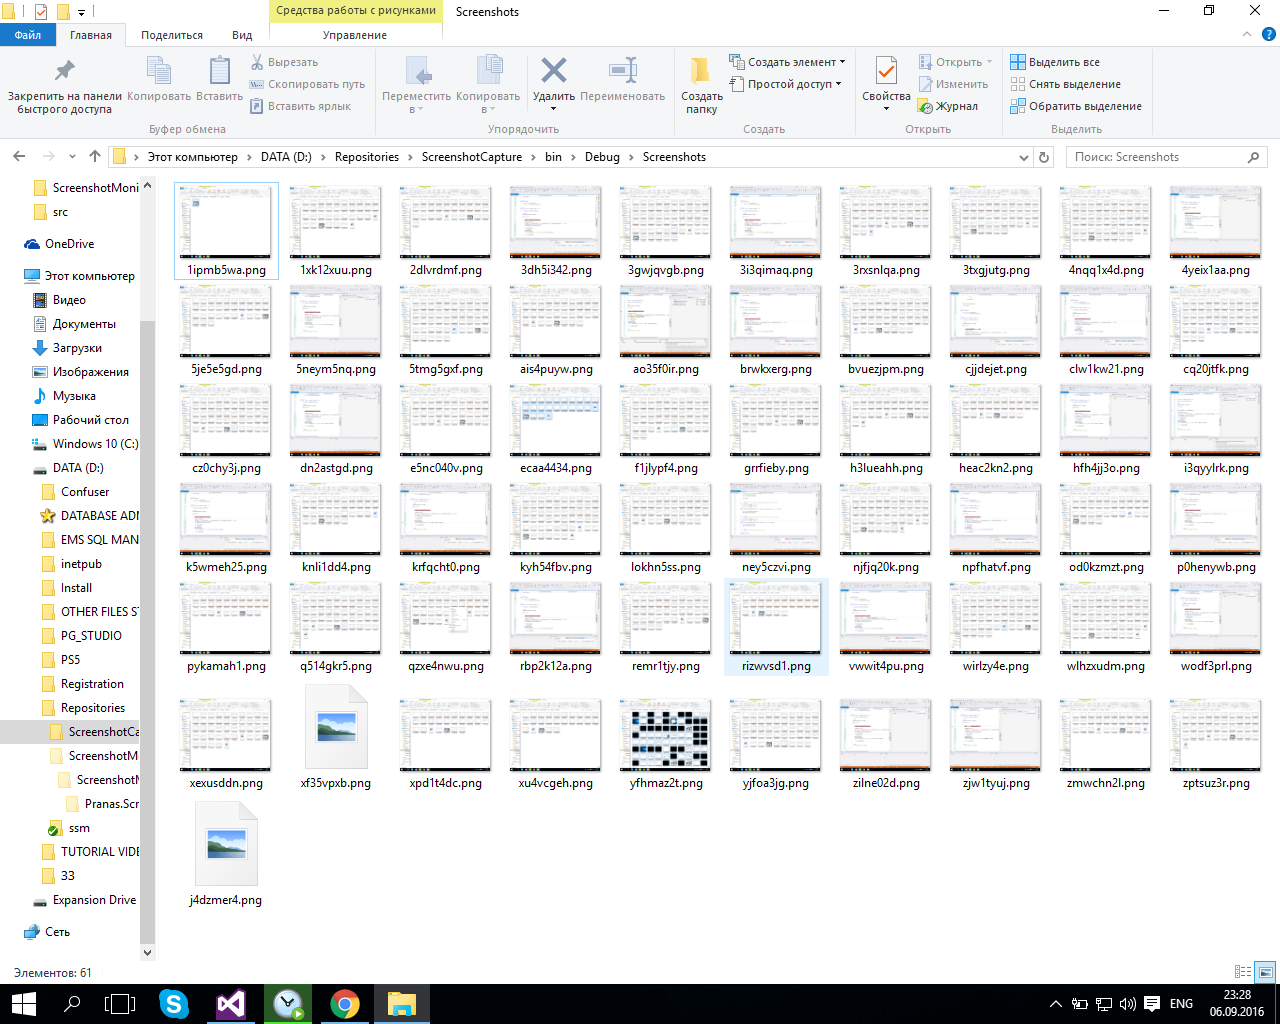 Средства работы с рисунками
Screenshots
Файл
Главная
Поделиться
Вид
Управление
Закрепить на панели быстрого доступа
Копировать
Вставить
Вырезать
Скопировать путь
Вставить ярлык
Буфер обмена
Переместить в
Копировать в
Удалить
Переименовать
Упорядочить
Создать папку
Создать элемент
Простой доступ
Создать
Свойства
Открыть
Изменить
Журнал
Открыть
Выделить все
Снять выделение
Обратить выделение
Выделить
Этот компьютер > DATA (D:) > Repositories > ScreenshotCapture > bin > Debug > Screenshots
Поиск: Screenshots
ScreenshotMoni
src
OneDrive
Этот компьютер
Видео
Документы
Загрузки
Изображения
Музыка
Рабочий стол
Windows 10 (C:)
DATA (D:)
Confuser
DATABASE ADM
EMS SQL MAN
inetpub
Install
OTHER FILES ST
PG_STUDIO
PS5
Registration
Repositories
ScreenshotCa
ScreenshotM
ScreenshotM
Pranas.Scr
ssm
TUTORIAL VIDE
33
Expansion Drive
Сеть
1ipmb5wa.png 1xk12xuu.png 2dlvrdmf.png 3dh5i342.png 3gwjqvgb.png 3i3qimaq.png 3rxsnlqa.png 3txgjutg.png 4nqq1x4d.png 4yeix1aa.png
5je5e5gd.png 5neym5nq.png 5tmg5gxf.png ais4puyw.png ao35f0ir.png brwkxerg.png bvuezjpm.png cjjdejet.png clw1kw21.png cq20jtfk.png
cz0chy3j.png dn2astgd.png e5nc040v.png ecaa4434.png f1jlypf4.png grrfieby.png h3lueahh.png heac2kn2.png hfh4jj3o.png i3qyylrk.png
k5wmeh25.png knli1dd4.png krfqcht0.png kyh54fbv.png lokhn5ss.png ney5czvi.png njfjq20k.png npfhatvf.png od0kzmzt.png p0henywb.png
pykamah1.png q514gkr5.png qzxe4nwu.png rbp2k12a.png remr1tjy.png rizwvsd1.png vwwit4pu.png wirlzy4e.png wlhzxudm.png wodf3prl.png
xexusddn.png xf35vpxb.png xpd1t4dc.png xu4vcgeh.png yfhmaz2t.png yjfoa3jg.png zilne02d.png zjw1tyuj.png zmwchn2l.png zptsuz3r.png
j4dzmer4.png
Элементов: 61
ENG
23:28
06.09.2016